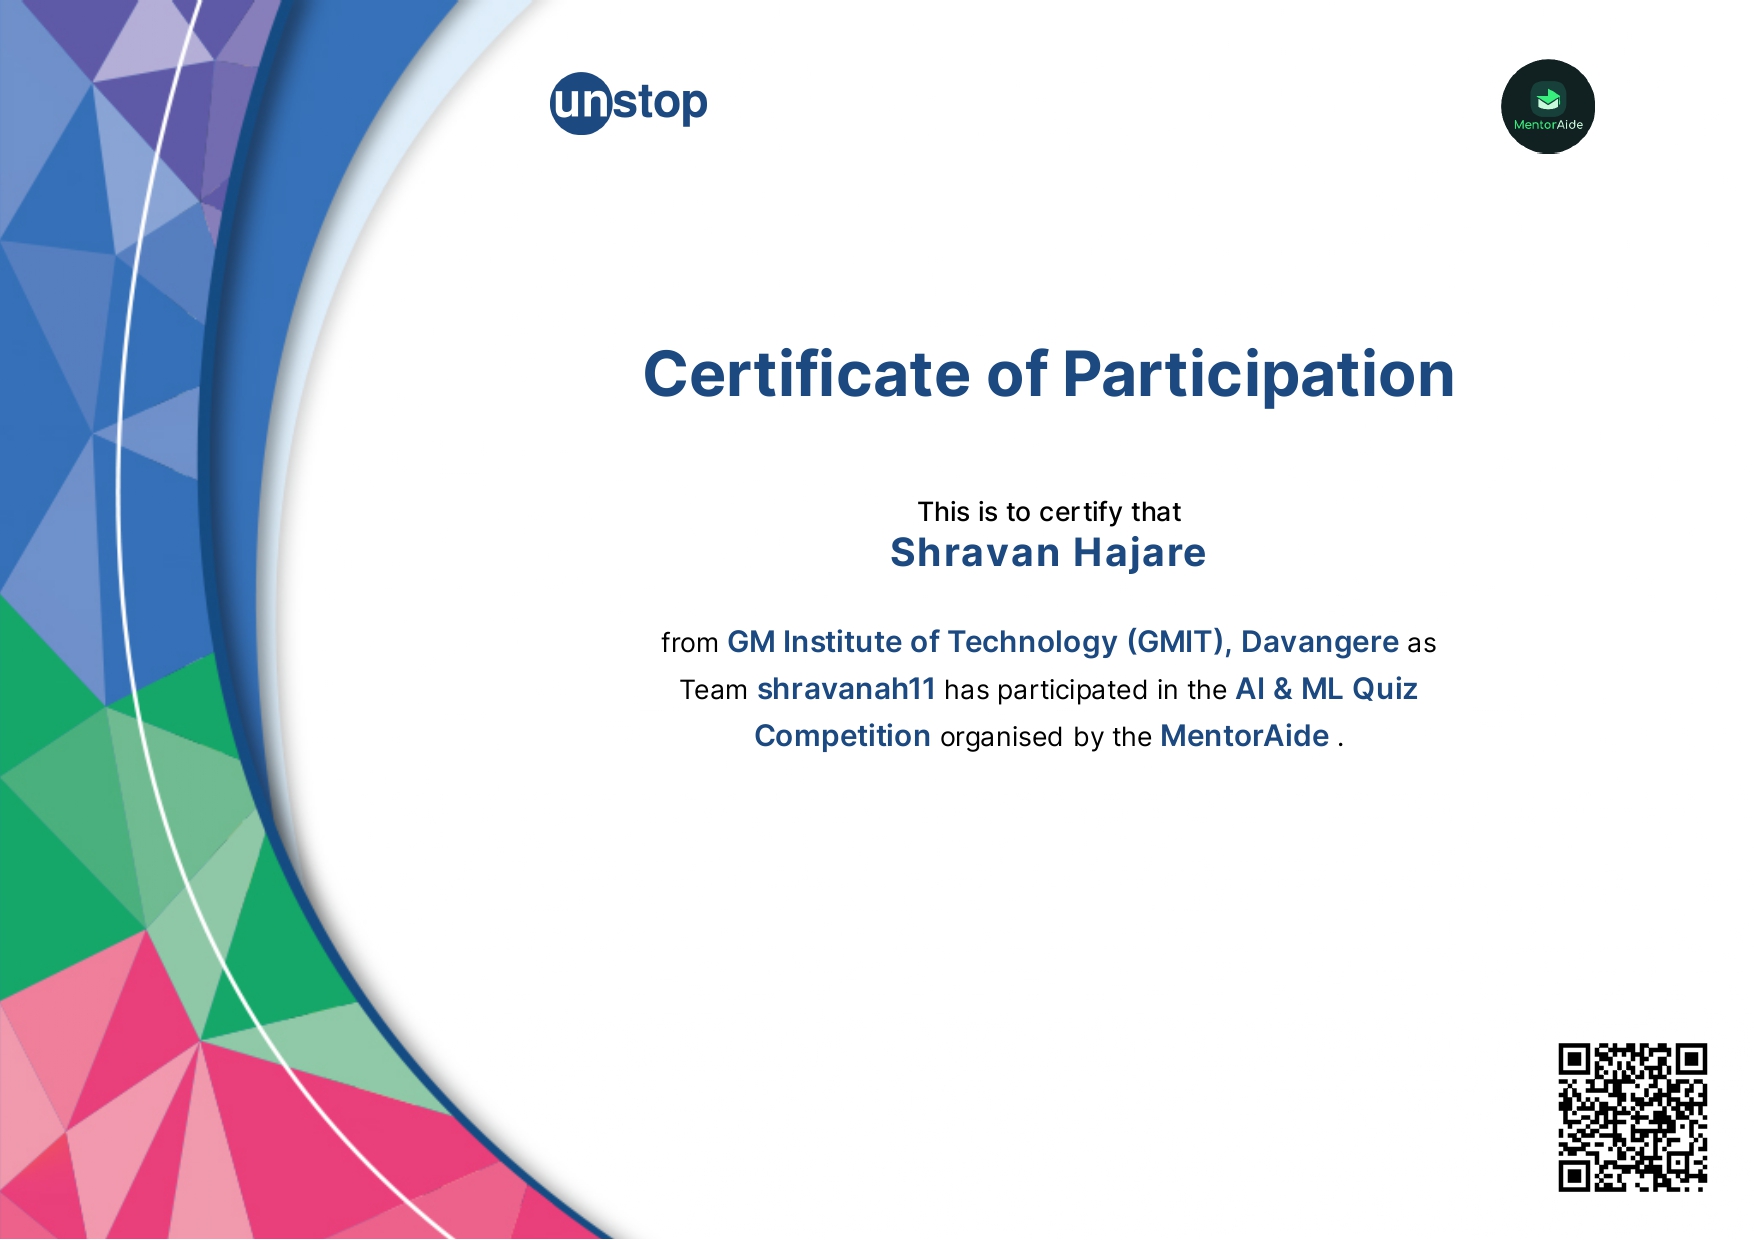 unstop
MentorAide
Certificate of Participation
This is to certify that
Shravan Hajare
from GM Institute of Technology (GMIT), Davangere as
Team shravanah11 has participated in the AI & ML Quiz
Competition organised by the MentorAide .